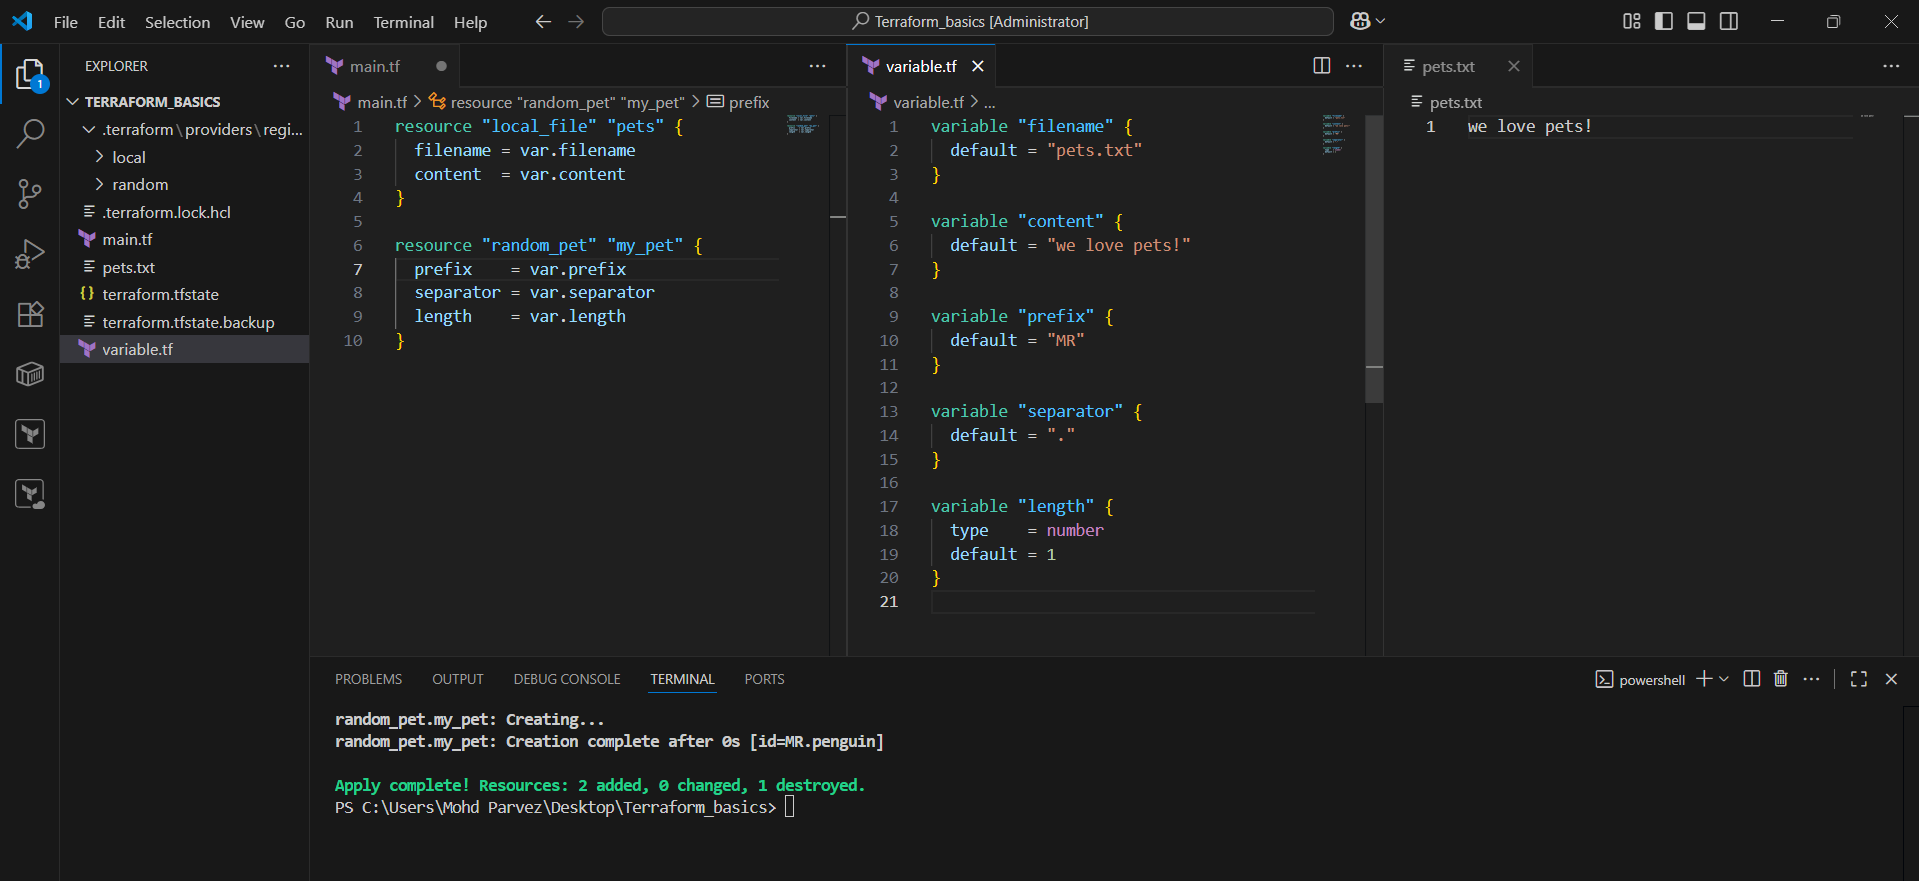 File Edit Selection View Go Run Terminal Help
Terraform_basics [Administrator]
1
EXPLORER
TERRAFORM_BASICS
.terraform\providers\regi...
local
random
.terraform.lock.hcl
main.tf
pets.txt
terraform.tfstate
terraform.tfstate.backup
variable.tf
main.tf
main.tf > resource "random_pet" "my_pet" > prefix
1 resource "local_file" "pets" {
2 filename = var.filename
3 content  = var.content
4 }
5
6 resource "random_pet" "my_pet" {
7 prefix    = var.prefix
8 separator = var.separator
9 length    = var.length
10 }
variable.tf
variable.tf > ...
1 variable "filename" {
2 default = "pets.txt"
3 }
4
5 variable "content" {
6 default = "we love pets!"
7 }
8
9 variable "prefix" {
10 default = "MR"
11 }
12
13 variable "separator" {
14 default = "."
15 }
16
17 variable "length" {
18 type    = number
19 default = 1
20 }
21
pets.txt
pets.txt
1 we love pets!
PROBLEMS OUTPUT DEBUG CONSOLE TERMINAL PORTS
powershell
random_pet.my_pet: Creating...
random_pet.my_pet: Creation complete after 0s [id=MR.penguin]
Apply complete! Resources: 2 added, 0 changed, 1 destroyed.
PS C:\Users\Mohd Parvez\Desktop\Terraform_basics>